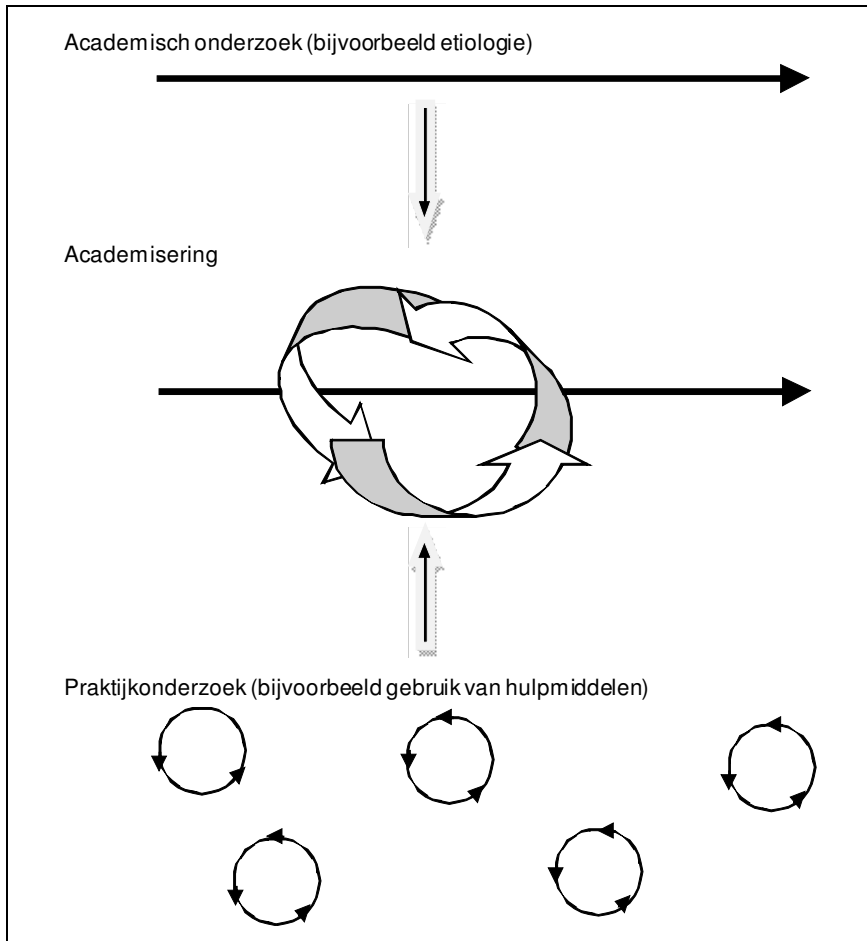 Academisch onderzoek (bijvoorbeeld etiologie)
Academisering
Praktijkonderzoek (bijvoorbeeld gebruik van hulpmiddelen)